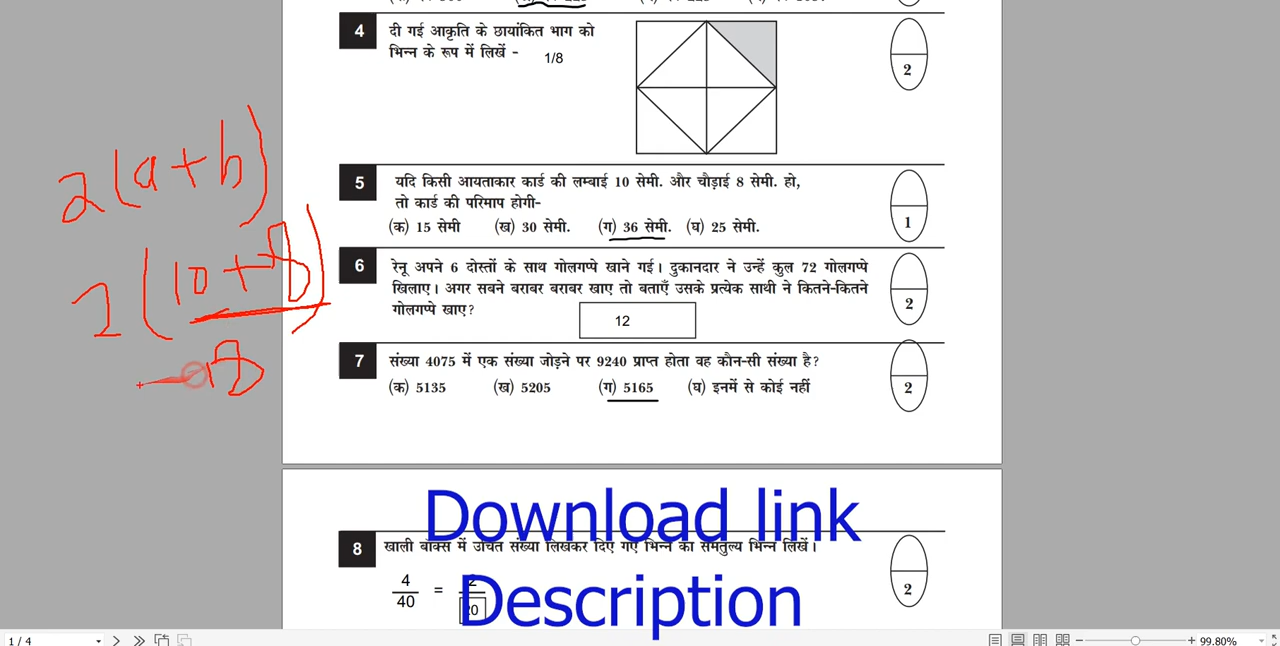 4 दी गई आकृति के छायांकित भाग को
भिन्न के रूप में लिखें - 1/8
2
2(a+b)
5 यदि किसी आयताकार कार्ड की लम्बाई 10 सेमी. और चौड़ाई 8 सेमी. हो,
तो कार्ड की परिमाप होगी-
(क) 15 सेमी (ख) 30 सेमी. (ग) 36 सेमी. (घ) 25 सेमी.
1
2(10+8)
18
6 रेनू अपने 6 दोस्तों के साथ गोलगप्पे खाने गई। दुकानदार ने उन्हें कुल 72 गोलगप्पे
खिलाए। अगर सबने बराबर बराबर खाए तो बताएँ उसके प्रत्येक साथी ने कितने-कितने
गोलगप्पे खाए?
12
2
7 संख्या 4075 में एक संख्या जोड़ने पर 9240 प्राप्त होता वह कौन-सी संख्या है?
(क) 5135 (ख) 5205 (ग) 5165 (घ) इनमें से कोई नहीं
2
Download link
8 खाली बॉक्स में उचित संख्या लिखकर दिए गए भिन्न का समतुल्य भिन्न लिखें।
4/40 = 2/20
2
Description
1 / 4
99.80%